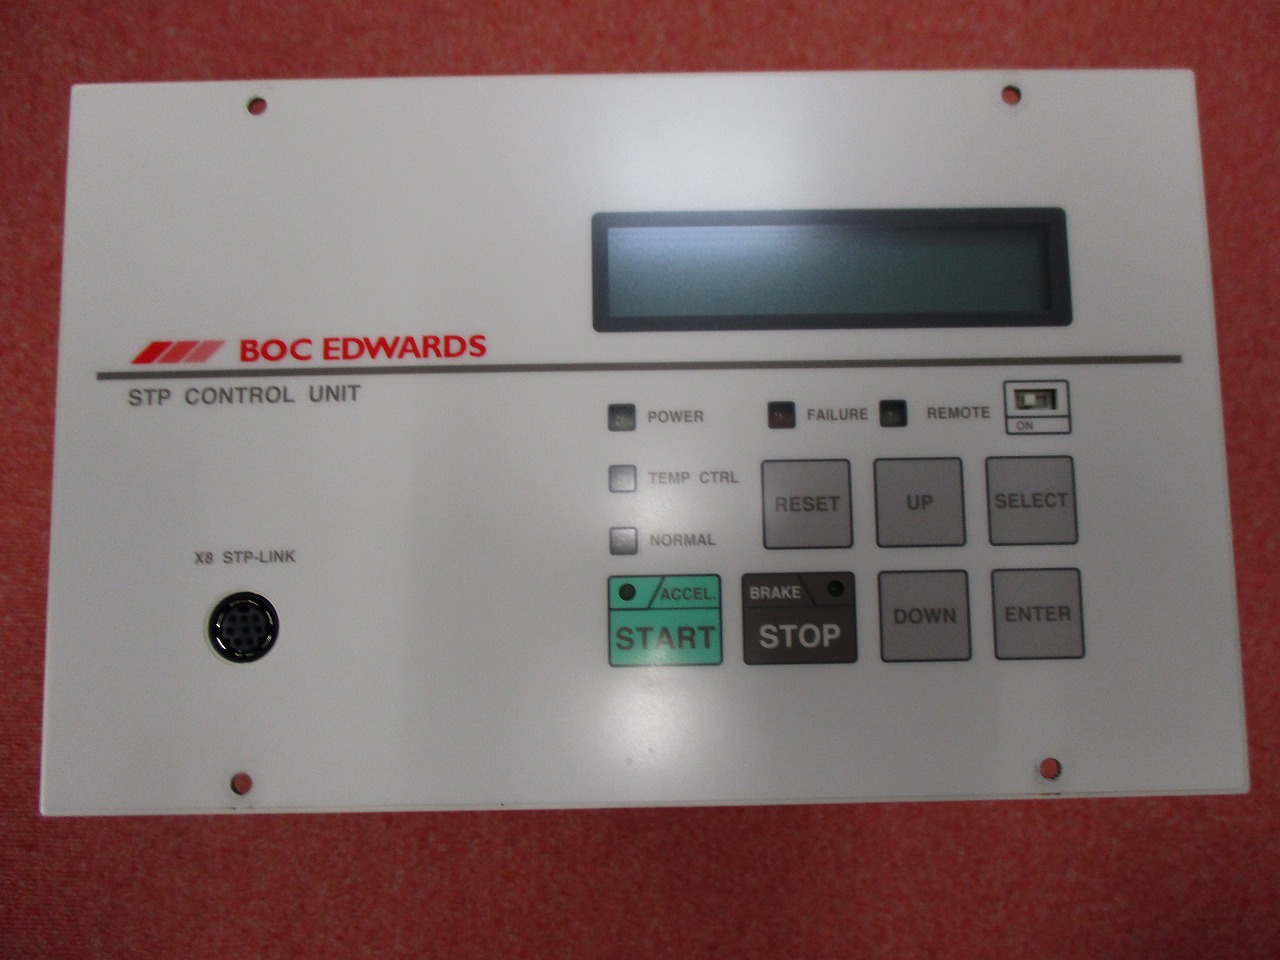 BOC EDWARDS
STP CONTROL UNIT
POWER
FAILURE
REMOTE
ON
TEMP CTRL
NORMAL
RESET
UP
SELECT
X8 STP-LINK
ACCEL.
START
BRAKE
STOP
DOWN
ENTER